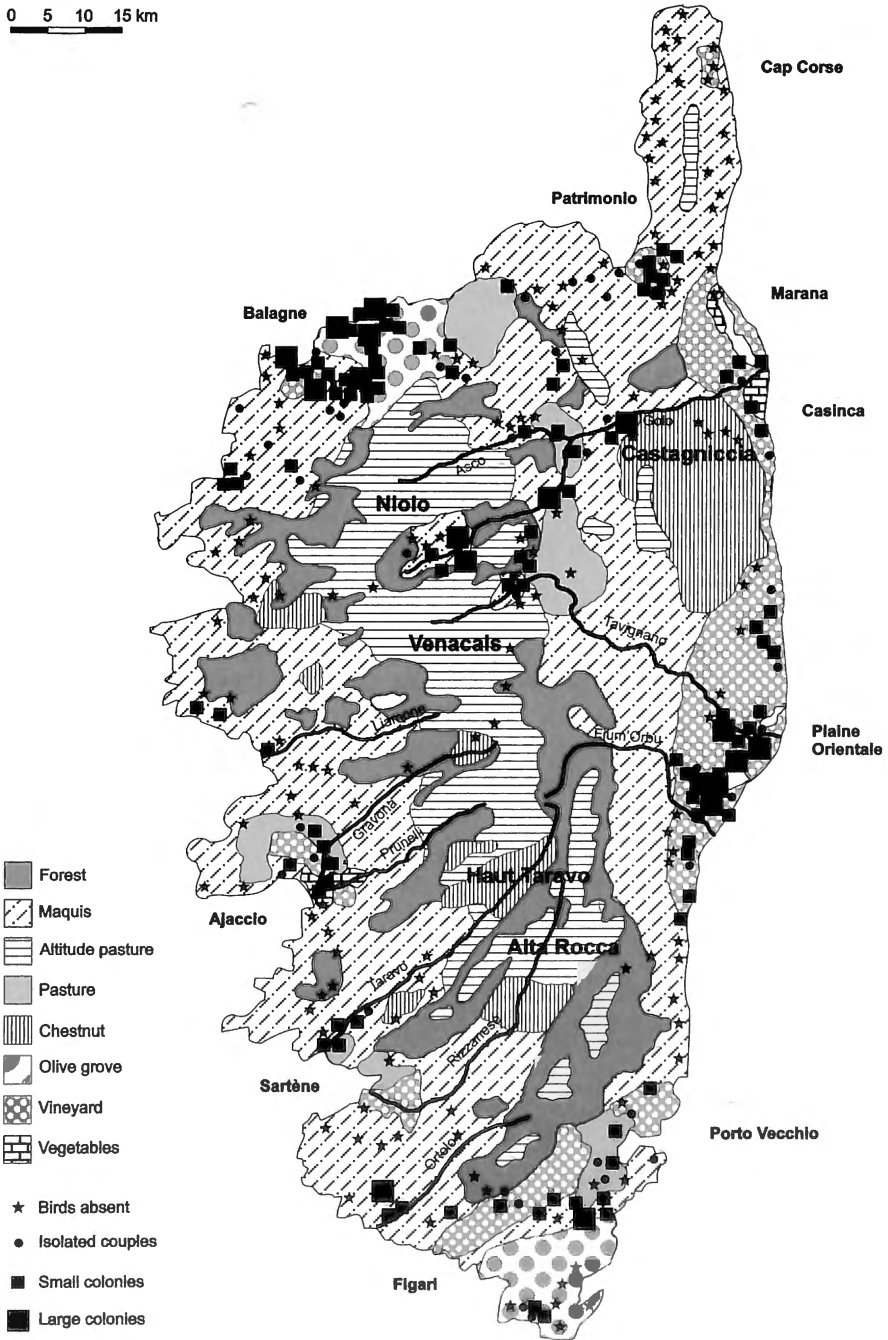 0 5 10 15 km
Cap Corse
Patrimonio
Marana
Balagne
Casinca
Golo
Castagniccia
Asco
Niolo
Tavignano
Venacais
Liamone
Fium'Orbu
Plaine
Orientale
Gravona
Prunelli
Forest
Haut Taravo
Maquis
Ajaccio
Alta Rocca
Altitude pasture
Taravo
Pasture
Chestnut
Rizzanese
Olive grove
Sartène
Vineyard
Porto Vecchio
Ortolo
Vegetables
Birds absent
Isolated couples
Small colonies
Figari
Large colonies